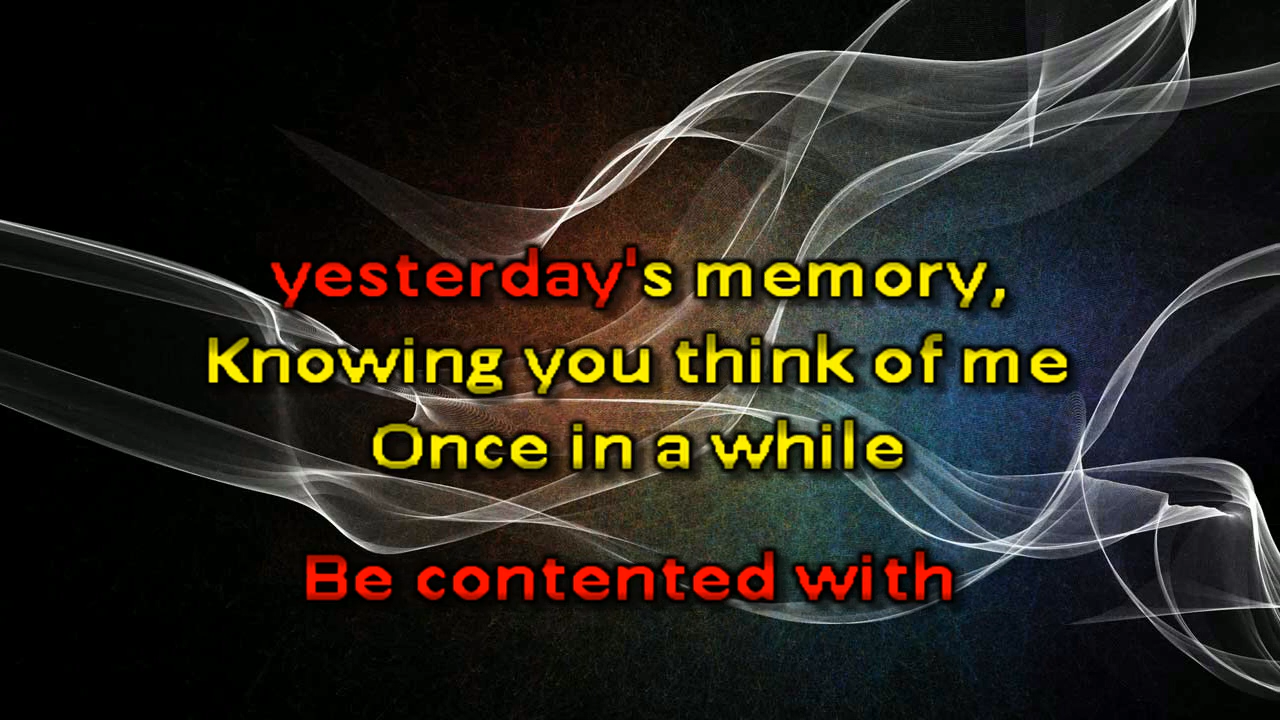 yesterday's memory,
Knowing you think of me
Once in a while
Be contented with